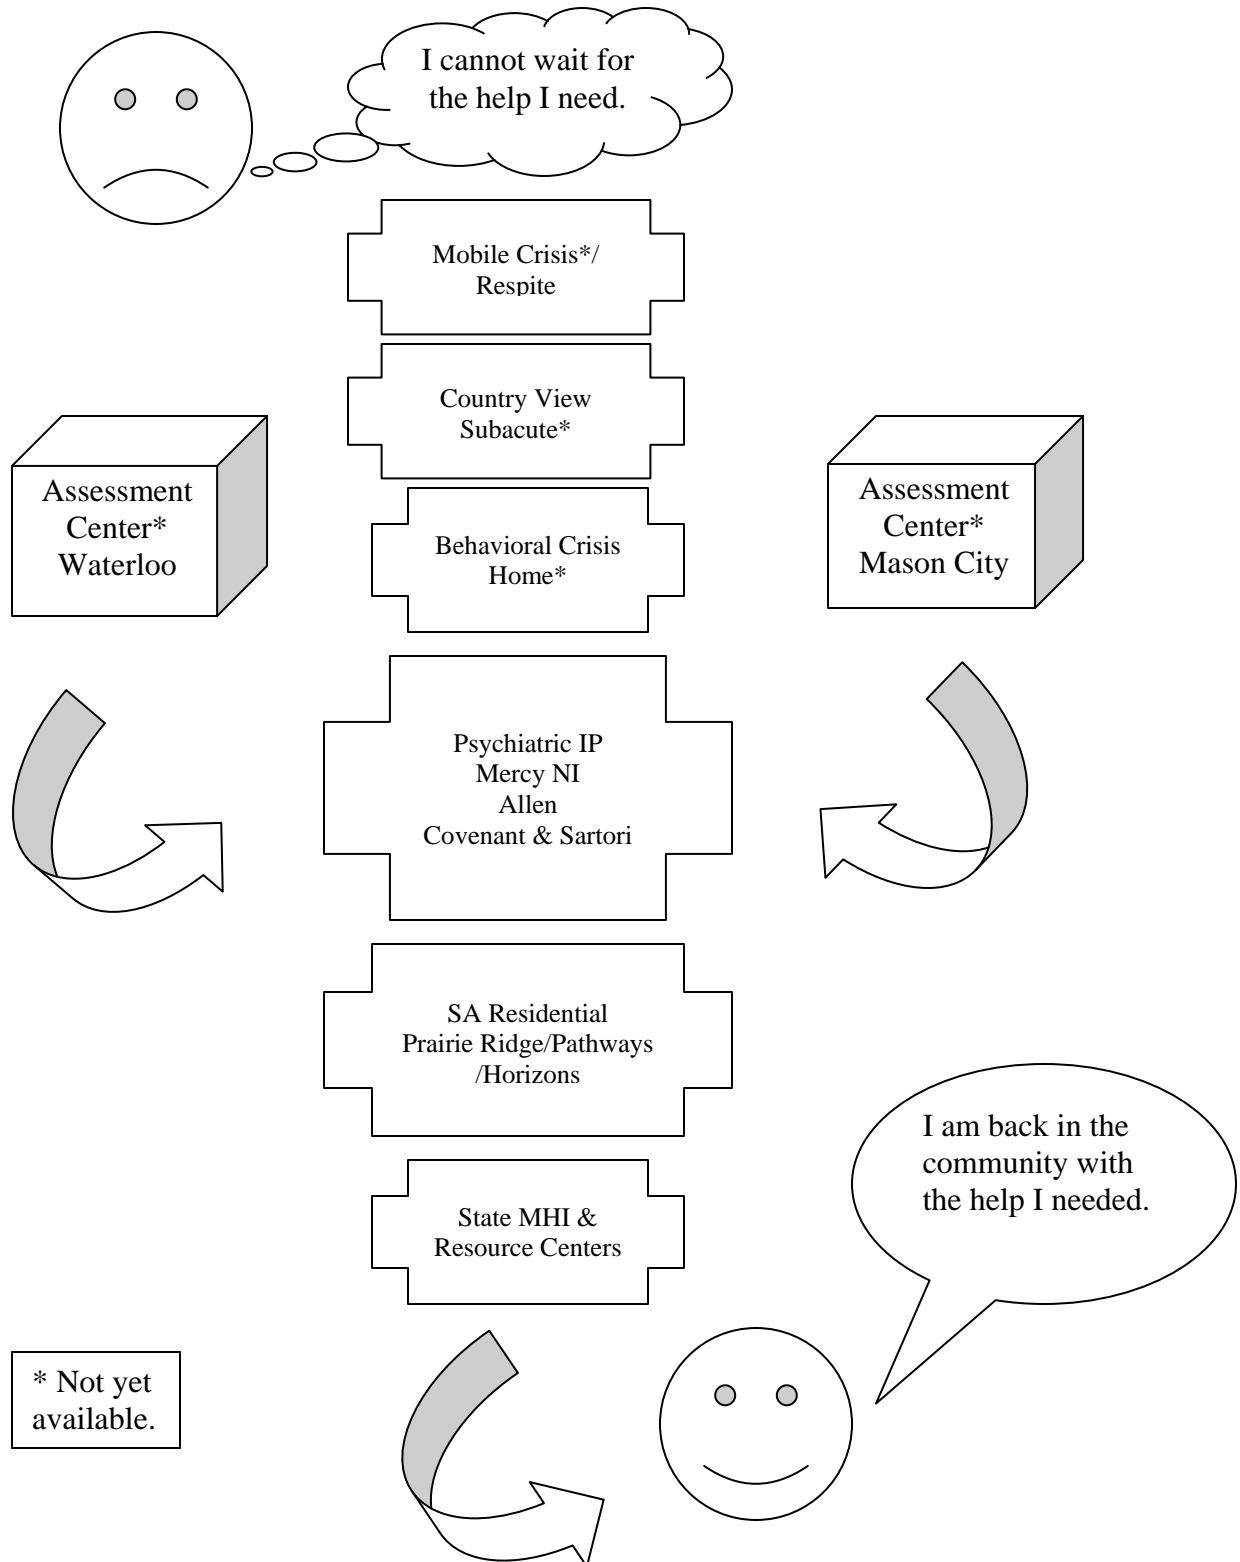 I cannot wait for
the help I need.
Mobile Crisis*/
Respite
Country View
Subacute*
Assessment
Center*
Waterloo
Assessment
Center*
Mason City
Behavioral Crisis
Home*
Psychiatric IP
Mercy NI
Allen
Covenant & Sartori
SA Residential
Prairie Ridge/Pathways
/Horizons
I am back in the
community with
the help I needed.
State MHI &
Resource Centers
* Not yet
available.